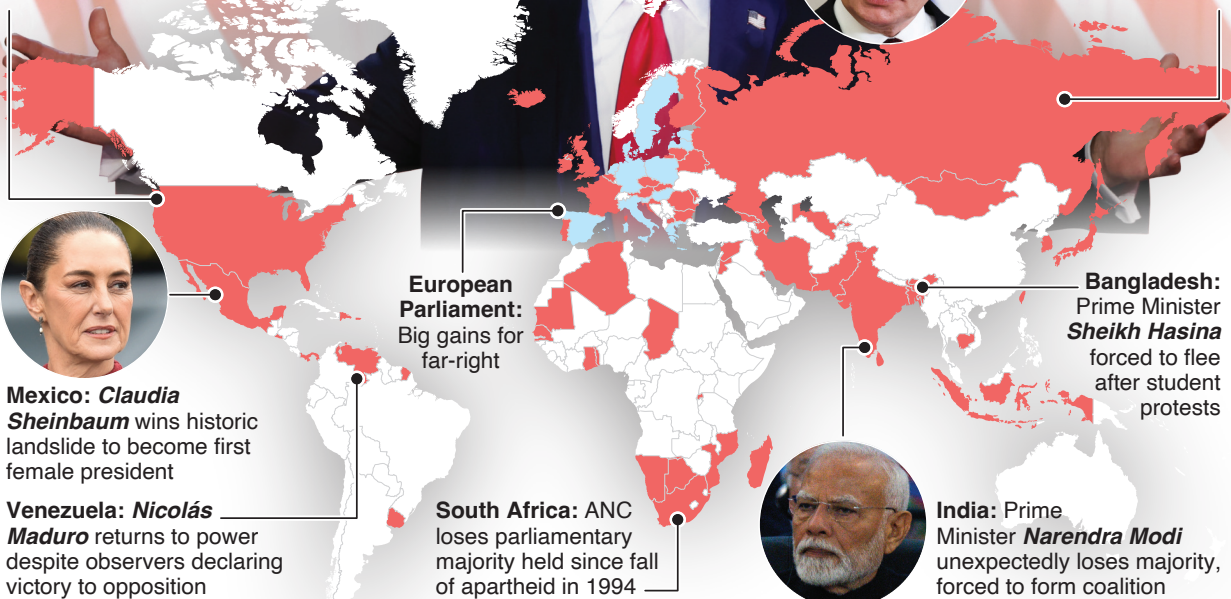 European
Parliament:
Big gains for
far-right
Bangladesh:
Prime Minister
Sheikh Hasina
forced to flee
after student
protests
Mexico: Claudia
Sheinbaum wins historic
landslide to become first
female president
Venezuela: Nicolás
Maduro returns to power
despite observers declaring
victory to opposition
South Africa: ANC
loses parliamentary
majority held since fall
of apartheid in 1994
India: Prime
Minister Narendra Modi
unexpectedly loses majority,
forced to form coalition